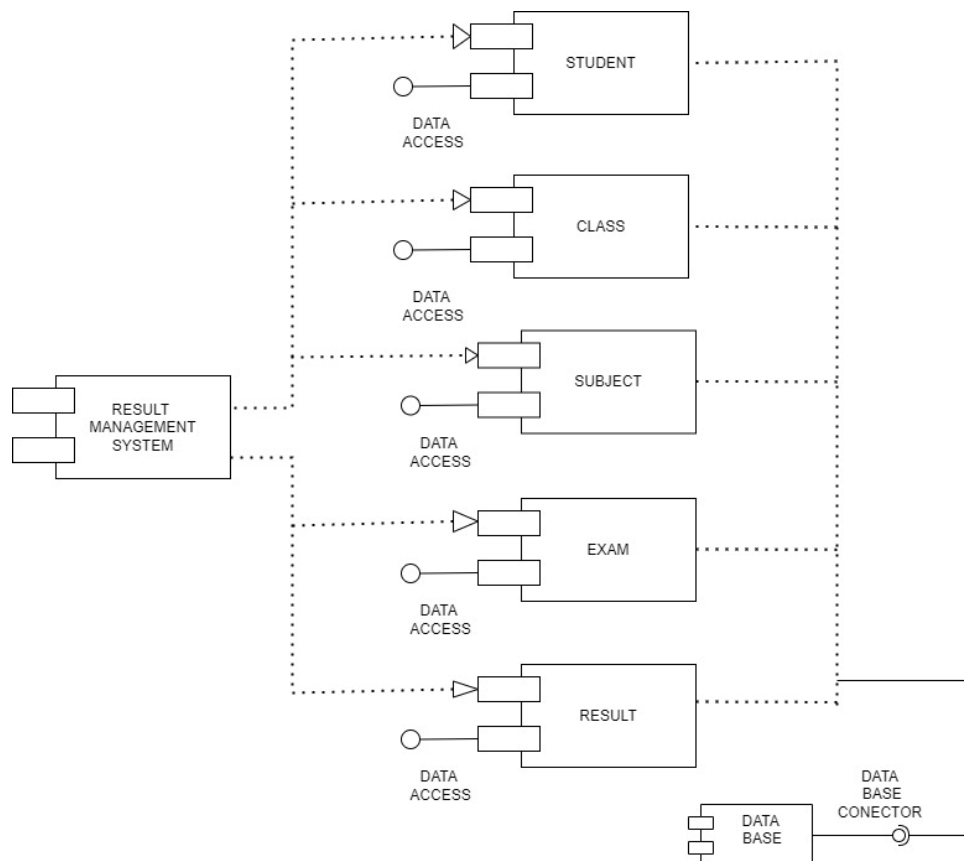 STUDENT
DATA
ACCESS
CLASS
DATA
ACCESS
SUBJECT
DATA
ACCESS
RESULT
MANAGEMENT
SYSTEM
EXAM
DATA
ACCESS
RESULT
DATA
ACCESS
DATA
BASE
CONECTOR
DATA
BASE